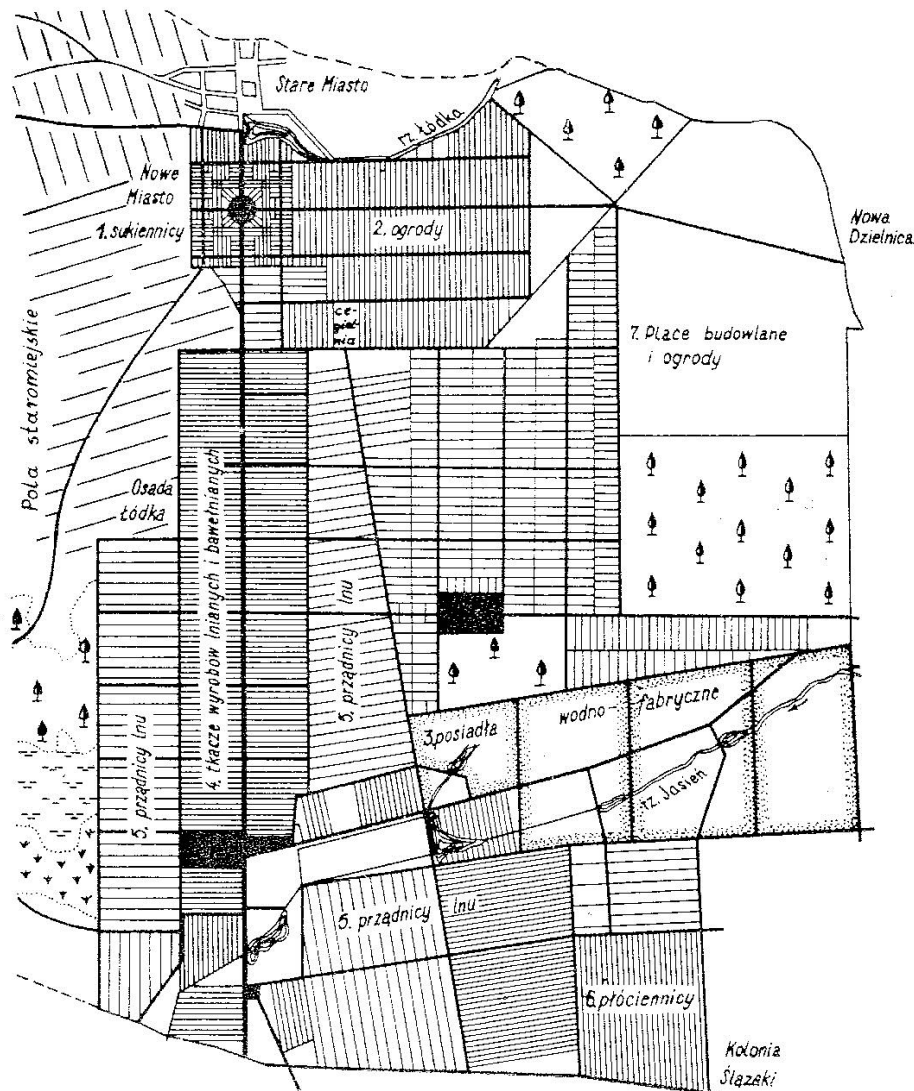 Stare Miasto
rz. Łódka
Nowe
Miasto
1. sukiennicy
2. ogrody
Nowa
Dzielnica
ce-
giel-
nia
7. Place budowlane
i ogrody
Pola staromiejskie
Osada
Łódka
4. tkacze wyrobów lnianych i bawełnianych
5. prządnicy lnu
5. prządnicy lnu
3. posiadła
wodno-
fabryczne
rz. Jasien
5. prządnicy lnu
6. płóciennicy
Kolonia
Ślązaki